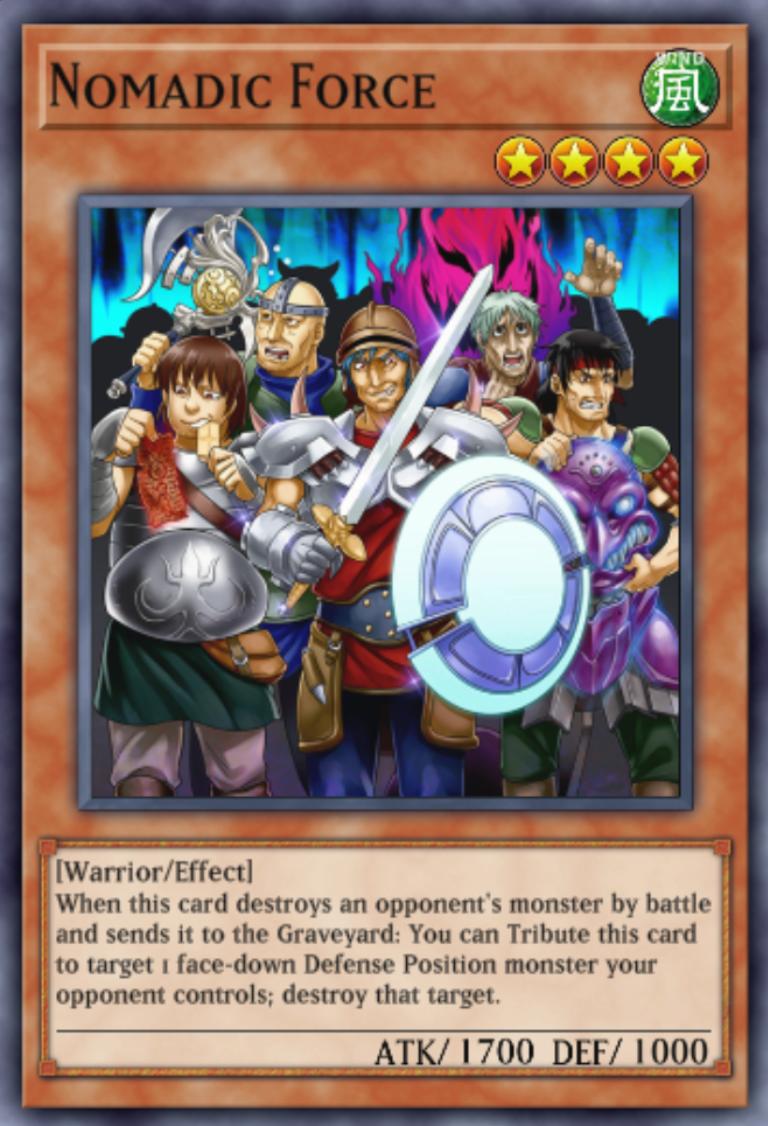 NOMADIC FORCE
WIND
風
[Warrior/Effect]
When this card destroys an opponent's monster by battle
and sends it to the Graveyard: You can Tribute this card
to target 1 face-down Defense Position monster your
opponent controls; destroy that target.
ATK/ 1700 DEF/ 1000